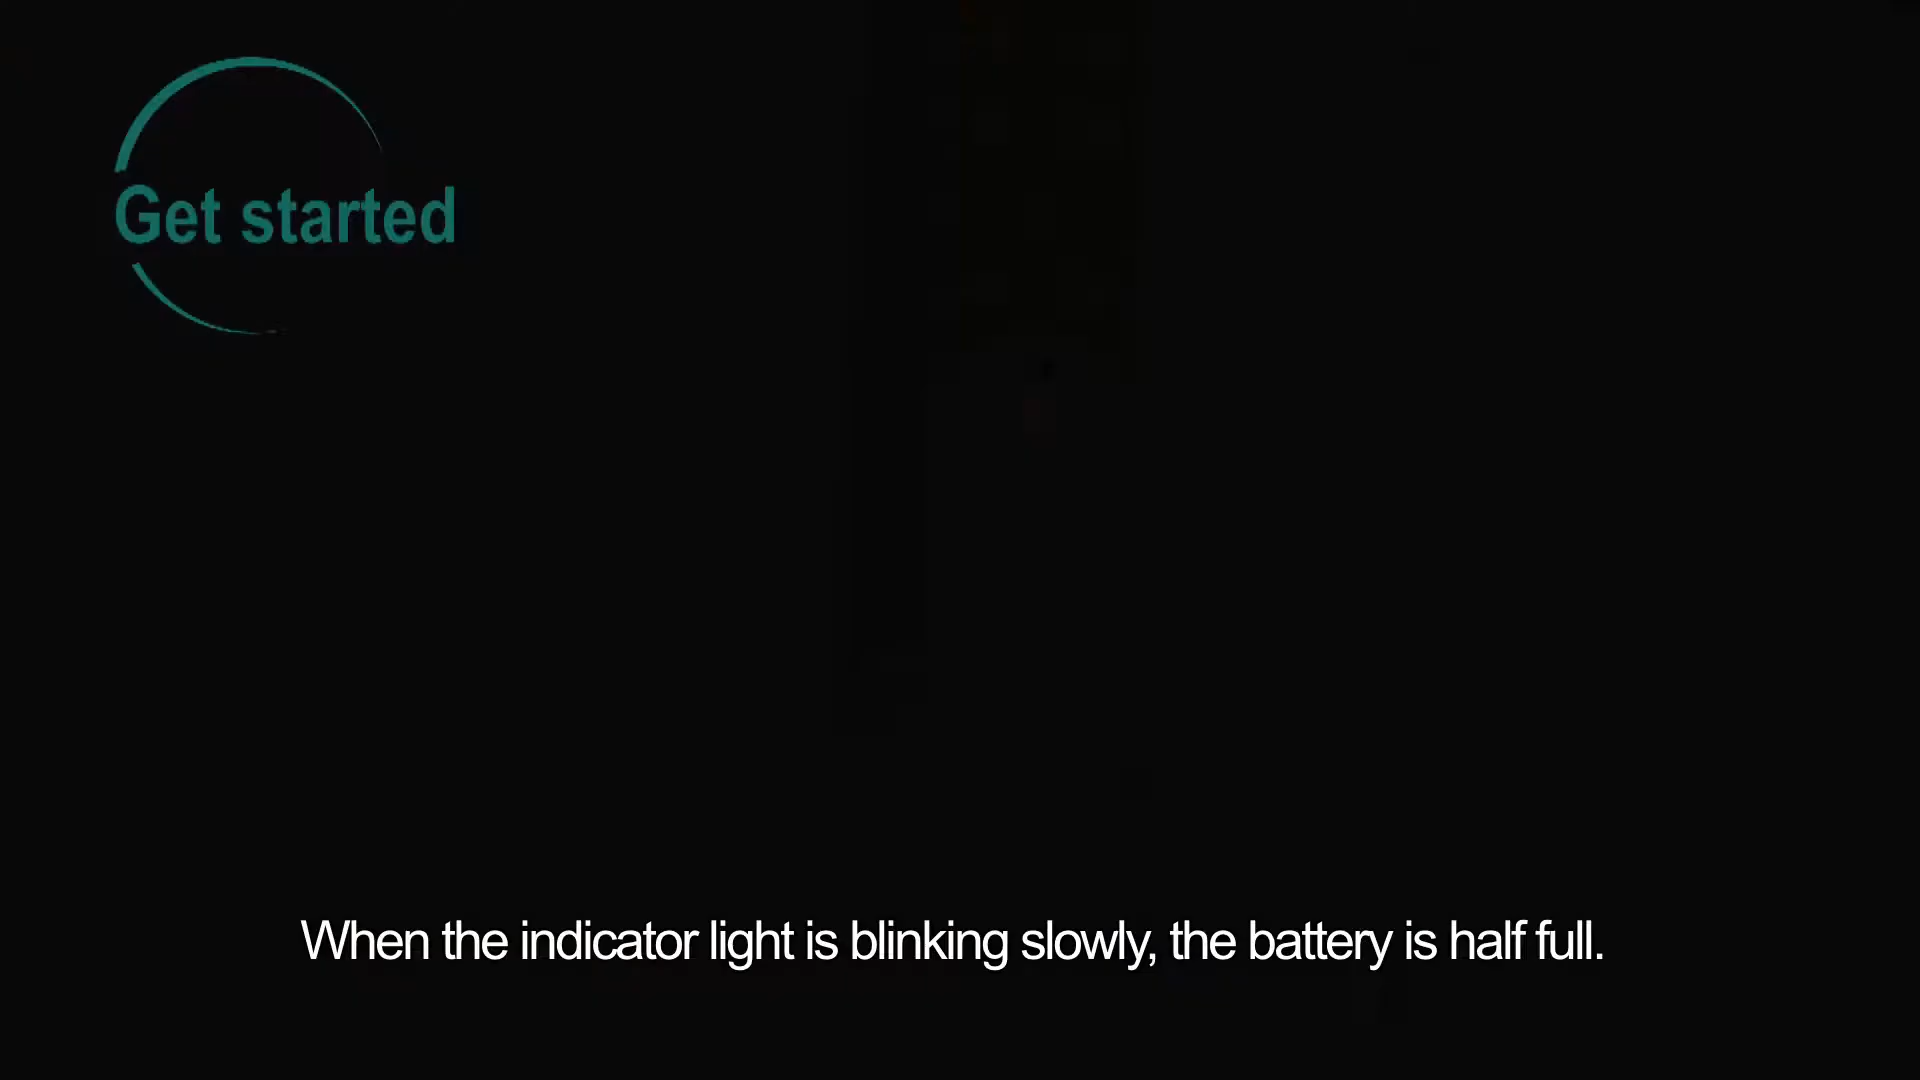 Get started
When the indicator light is blinking slowly, the battery is half full.